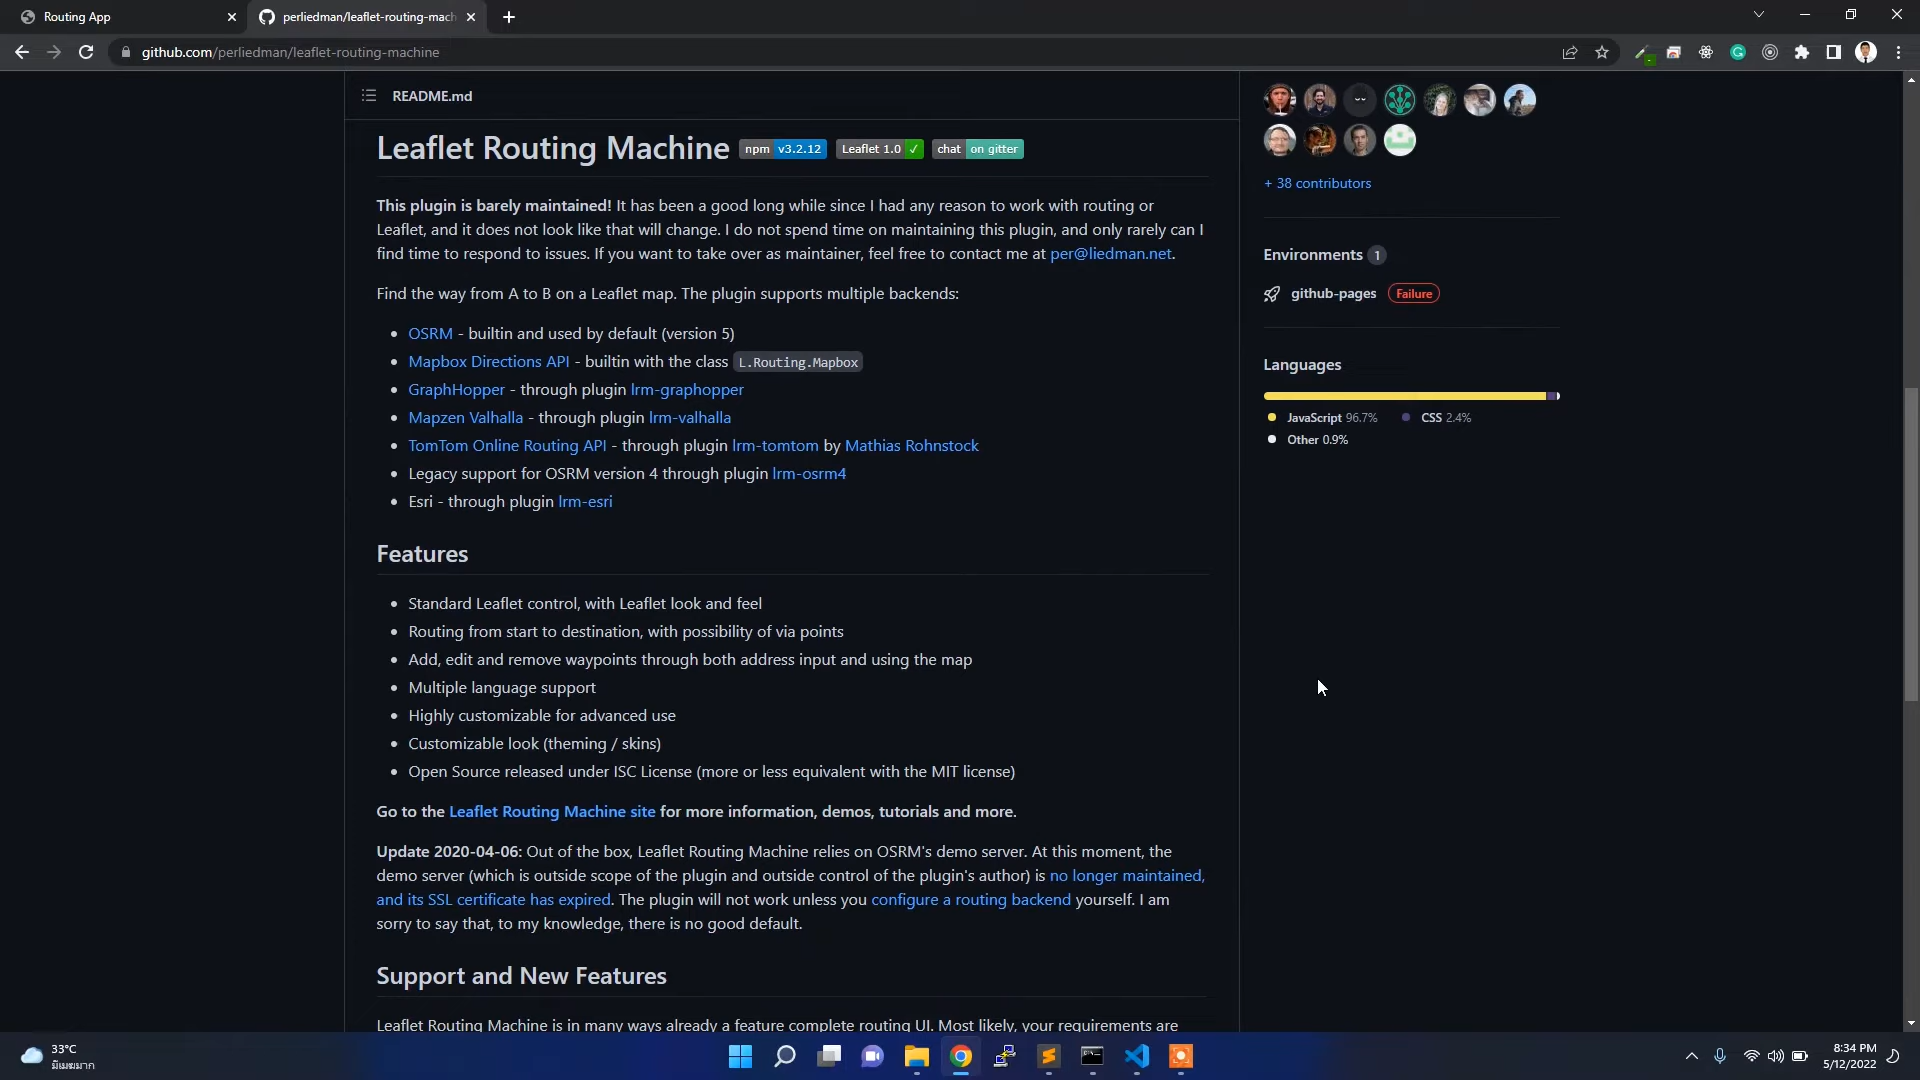 Routing App
perliedman/leaflet-routing-mach
github.com/perliedman/leaflet-routing-machine
README.md
Leaflet Routing Machine npm v3.2.12 Leaflet 1.0 ✓ chat on gitter
This plugin is barely maintained! It has been a good long while since I had any reason to work with routing or
Leaflet, and it does not look like that will change. I do not spend time on maintaining this plugin, and only rarely can I
find time to respond to issues. If you want to take over as maintainer, feel free to contact me at per@liedman.net.
Find the way from A to B on a Leaflet map. The plugin supports multiple backends:
• OSRM - builtin and used by default (version 5)
• Mapbox Directions API - builtin with the class L.Routing.Mapbox
• GraphHopper - through plugin lrm-graphopper
• Mapzen Valhalla - through plugin lrm-valhalla
• TomTom Online Routing API - through plugin lrm-tomtom by Mathias Rohnstock
• Legacy support for OSRM version 4 through plugin lrm-osrm4
• Esri - through plugin lrm-esri
Features
• Standard Leaflet control, with Leaflet look and feel
• Routing from start to destination, with possibility of via points
• Add, edit and remove waypoints through both address input and using the map
• Multiple language support
• Highly customizable for advanced use
• Customizable look (theming / skins)
• Open Source released under ISC License (more or less equivalent with the MIT license)
Go to the Leaflet Routing Machine site for more information, demos, tutorials and more.
Update 2020-04-06: Out of the box, Leaflet Routing Machine relies on OSRM's demo server. At this moment, the
demo server (which is outside scope of the plugin and outside control of the plugin's author) is no longer maintained,
and its SSL certificate has expired. The plugin will not work unless you configure a routing backend yourself. I am
sorry to say that, to my knowledge, there is no good default.
Support and New Features
Leaflet Routing Machine is in many ways already a feature complete routing UI. Most likely, your requirements are
+ 38 contributors
Environments 1
github-pages Failure
Languages
JavaScript 96.7% CSS 2.4%
Other 0.9%
33°C
มีเมฆมาก
8:34 PM
5/12/2022